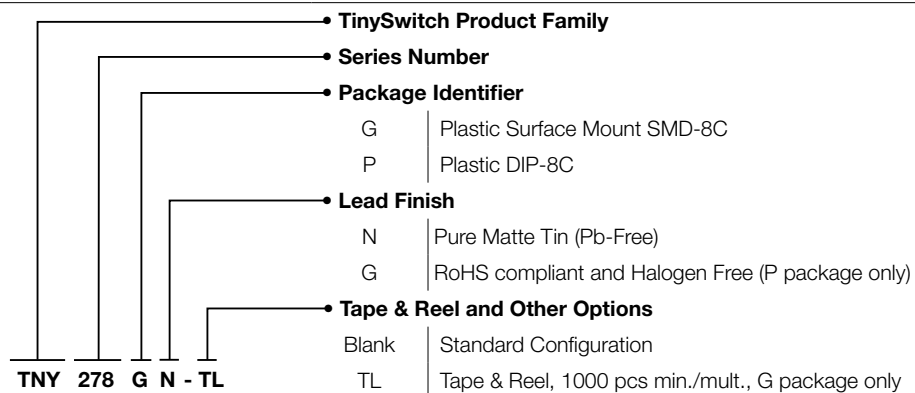 TinySwitch Product Family
Series Number
Package Identifier
G Plastic Surface Mount SMD-8C
P Plastic DIP-8C
Lead Finish
N Pure Matte Tin (Pb-Free)
G RoHS compliant and Halogen Free (P package only)
Tape & Reel and Other Options
Blank Standard Configuration
TNY 278 G N - TL TL Tape & Reel, 1000 pcs min./mult., G package only